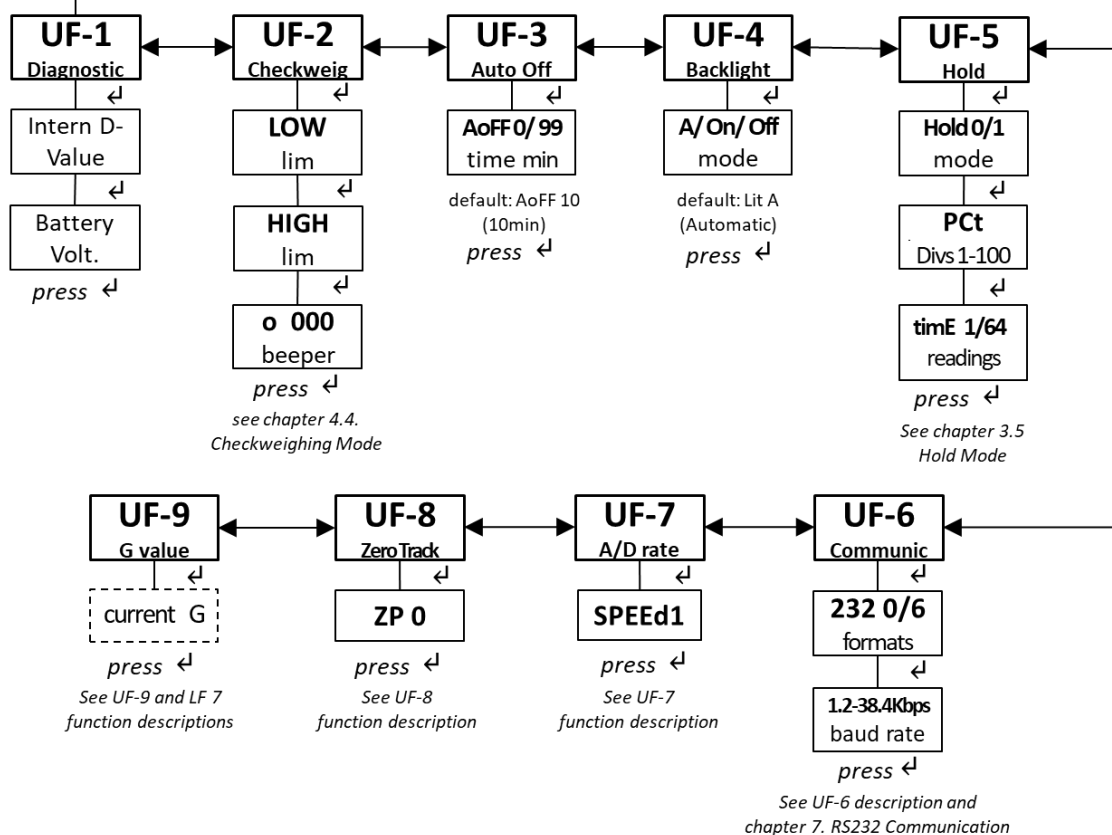 UF-1
Diagnostic
Intern D-
Value
Battery
Volt.
press ↵
UF-2
Checkweig
LOW
lim
HIGH
lim
o 000
beeper
press ↵
see chapter 4.4.
Checkweighing Mode
UF-3
Auto Off
AoFF 0/ 99
time min
default: AoFF 10
(10min)
press ↵
UF-4
Backlight
A/ On/ Off
mode
default: Lit A
(Automatic)
press ↵
UF-5
Hold
Hold 0/1
mode
PCt
Divs 1-100
timE 1/64
readings
press ↵
See chapter 3.5
Hold Mode
UF-9
G value
current G
press ↵
See UF-9 and LF 7
function descriptions
UF-8
Zero Track
ZP 0
press ↵
See UF-8
function description
UF-7
A/D rate
SPEEd1
press ↵
See UF-7
function description
UF-6
Communic
232 0/6
formats
1.2-38.4Kbps
baud rate
press ↵
See UF-6 description and
chapter 7. RS232 Communication